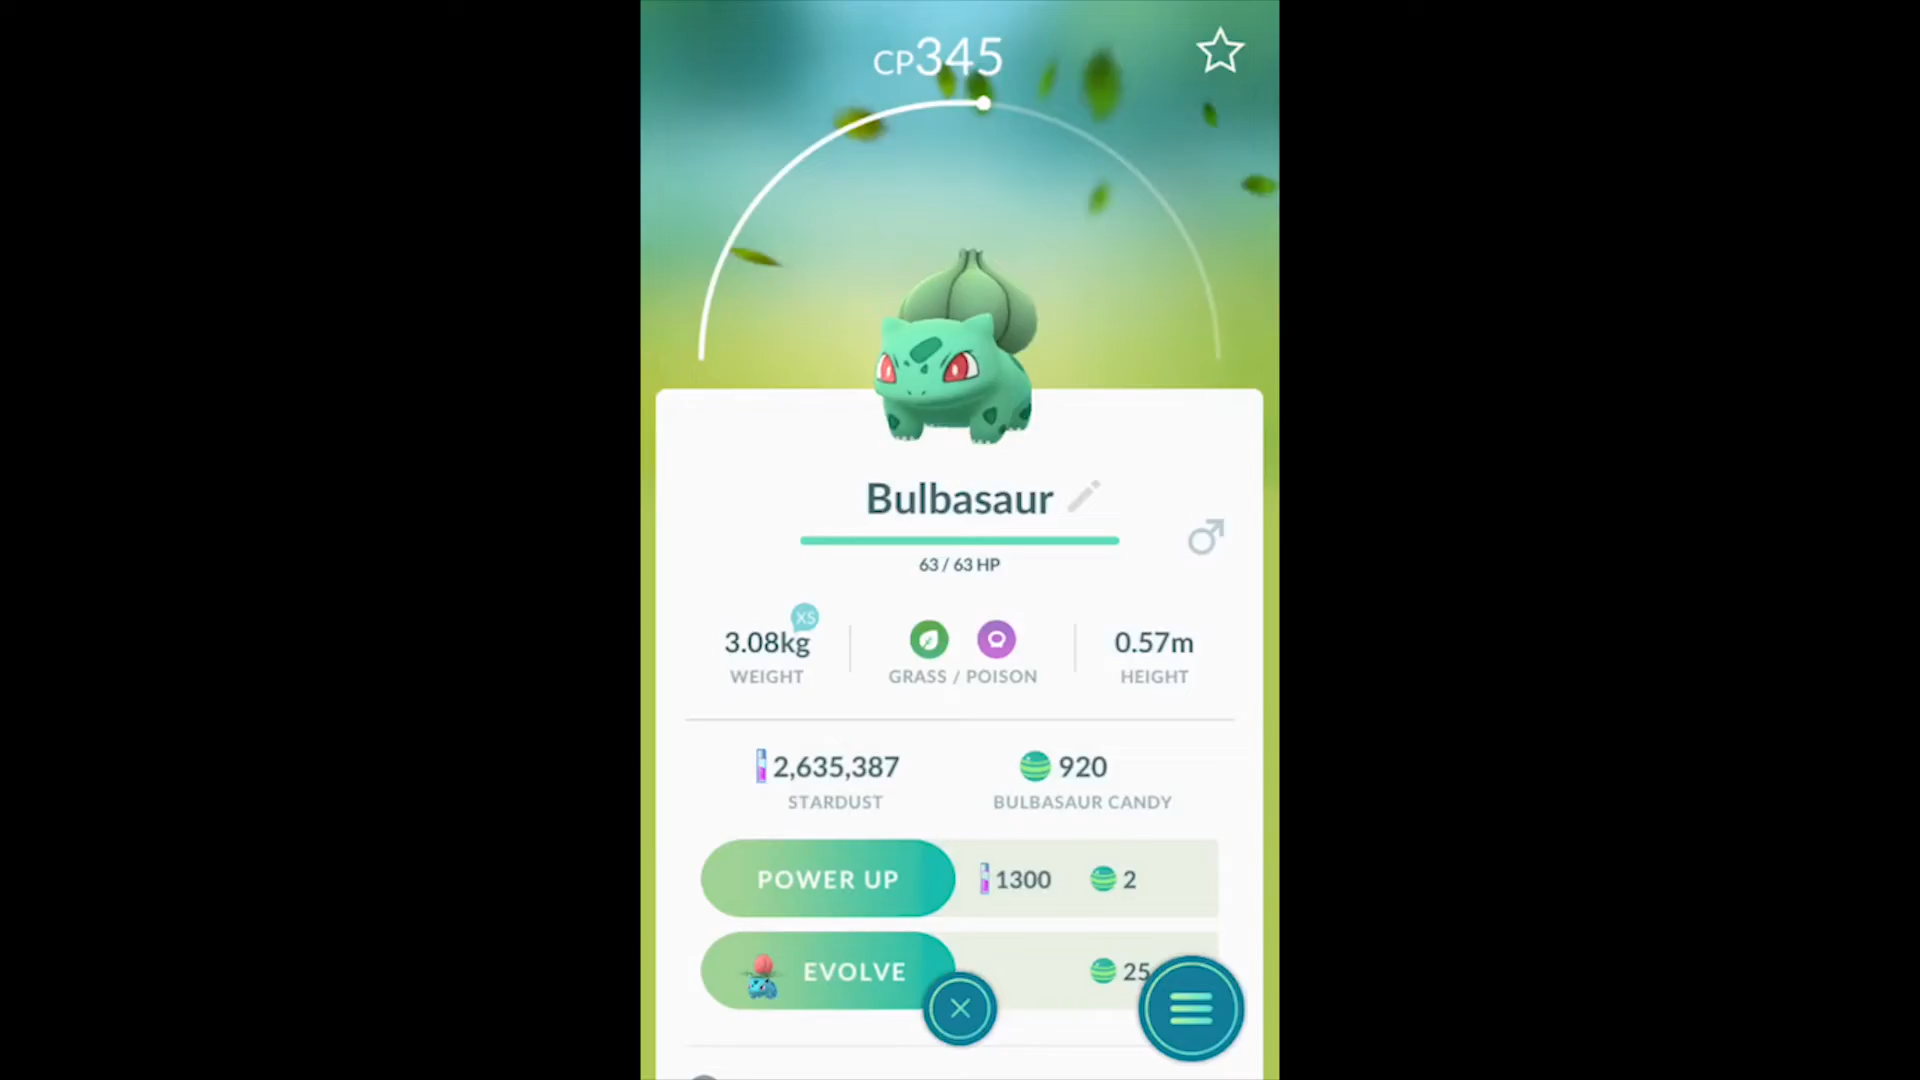 CP345
Bulbasaur
63 / 63 HP
XS
3.08kg
WEIGHT
GRASS / POISON
0.57m
HEIGHT
2,635,387
STARDUST
920
BULBASAUR CANDY
POWER UP 1300 2
EVOLVE 25